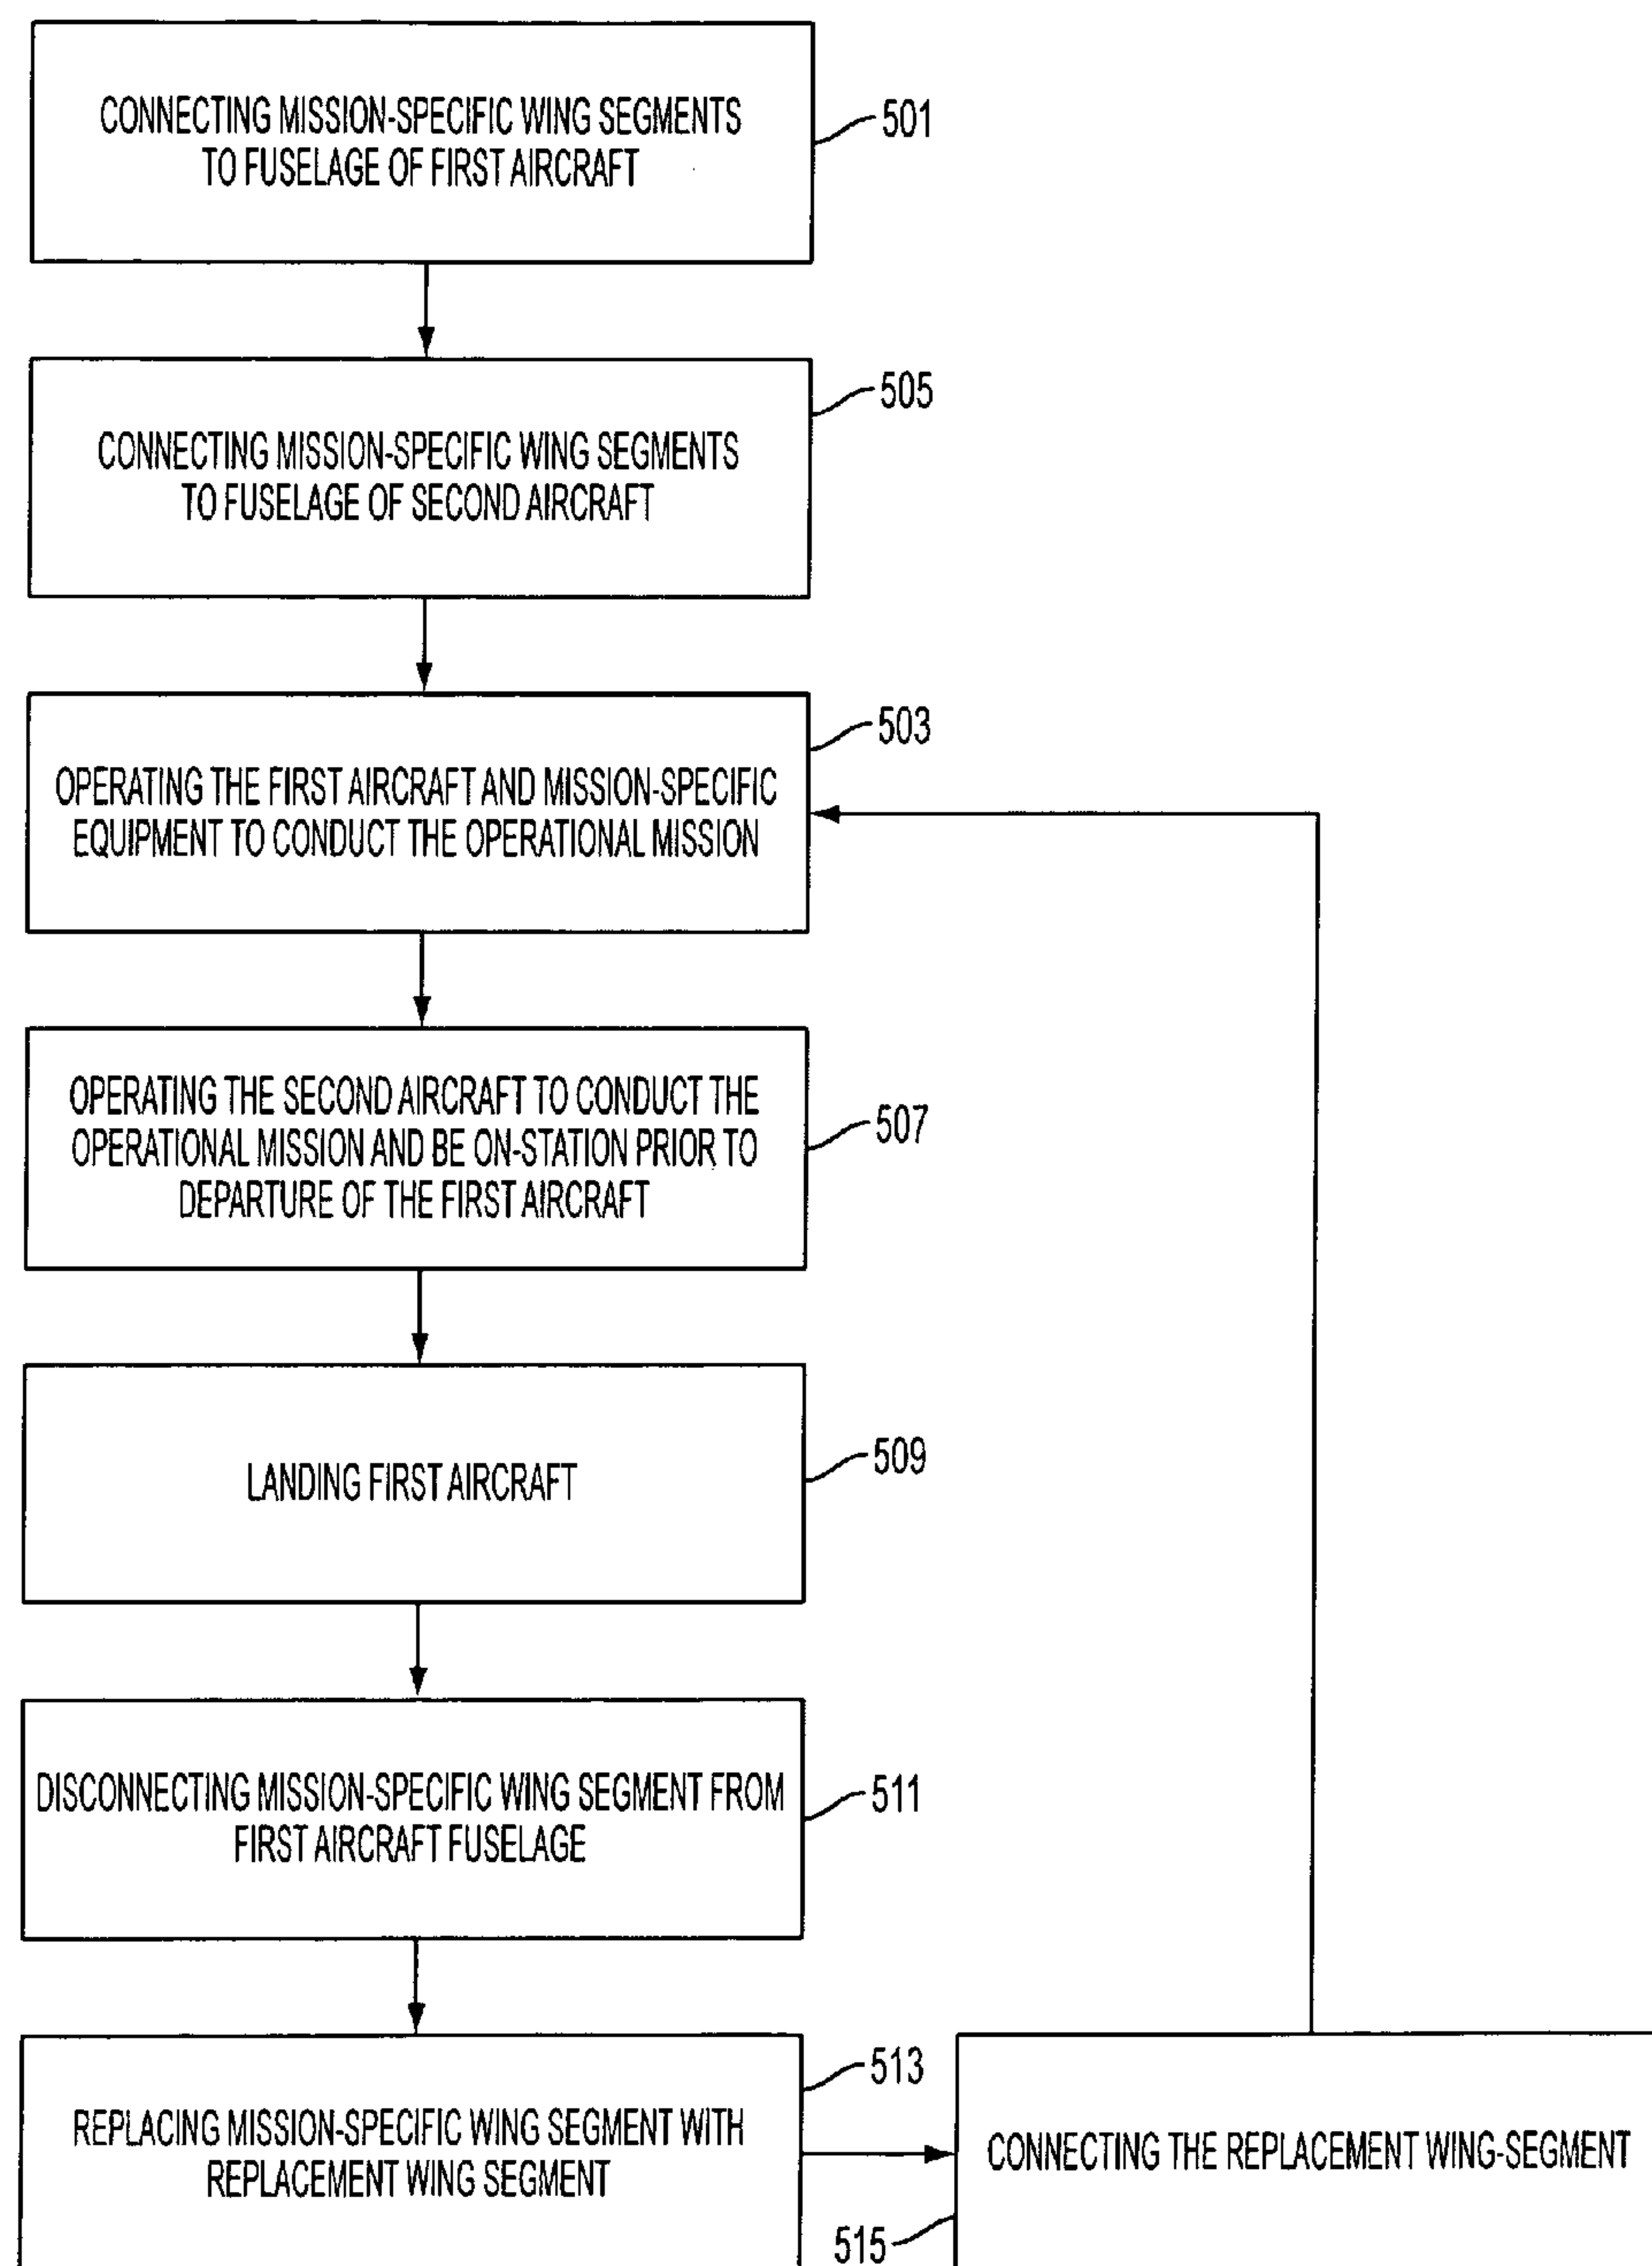 CONNECTING MISSION-SPECIFIC WING SEGMENTS
TO FUSELAGE OF FIRST AIRCRAFT
501
CONNECTING MISSION-SPECIFIC WING SEGMENTS
TO FUSELAGE OF SECOND AIRCRAFT
505
OPERATING THE FIRST AIRCRAFT AND MISSION-SPECIFIC
EQUIPMENT TO CONDUCT THE OPERATIONAL MISSION
503
OPERATING THE SECOND AIRCRAFT TO CONDUCT THE
OPERATIONAL MISSION AND BE ON-STATION PRIOR TO
DEPARTURE OF THE FIRST AIRCRAFT
507
LANDING FIRST AIRCRAFT
509
DISCONNECTING MISSION-SPECIFIC WING SEGMENT FROM
FIRST AIRCRAFT FUSELAGE
511
REPLACING MISSION-SPECIFIC WING SEGMENT WITH
REPLACEMENT WING SEGMENT
513
CONNECTING THE REPLACEMENT WING-SEGMENT
515